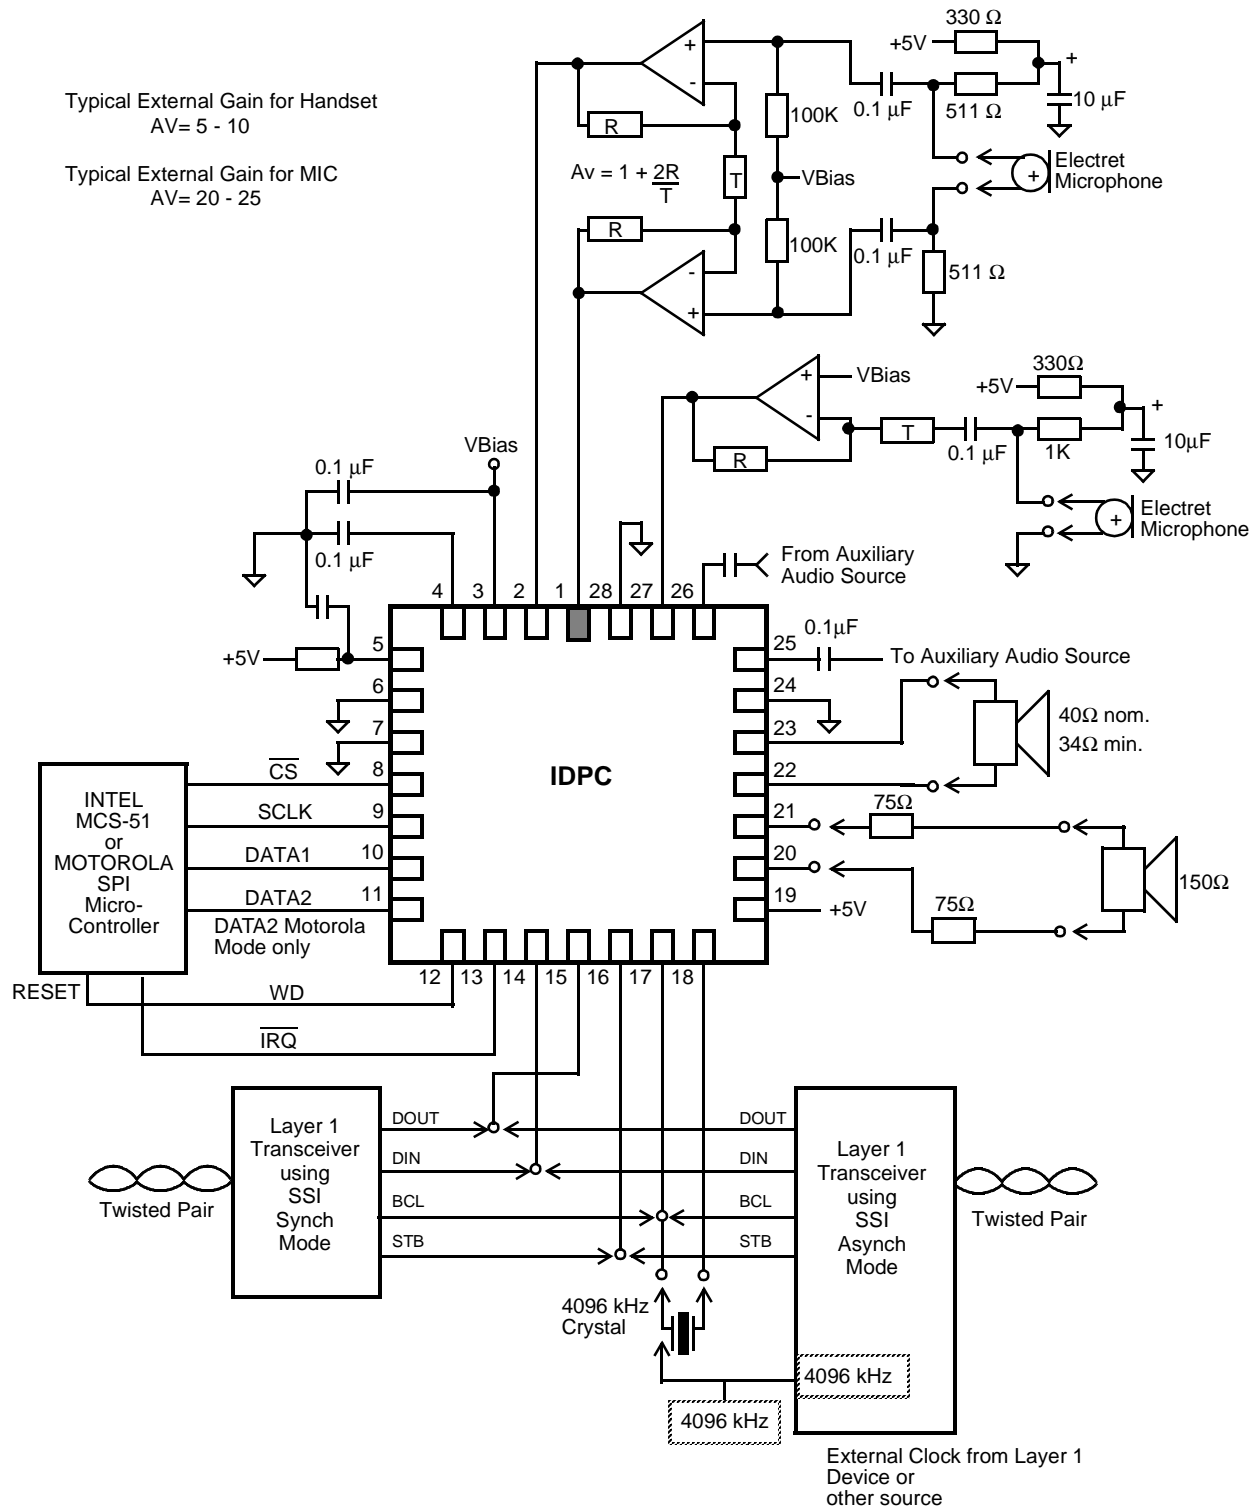 Typical External Gain for Handset
AV= 5 - 10
Typical External Gain for MIC
AV= 20 - 25
+
-
R
Av = 1 + 2R
T
T
R
-
+
100K
VBias
100K
330 Ω
+5V
+
0.1 μF
511 Ω
10 μF
+
Electret
Microphone
0.1 μF
511 Ω
+
-
VBias
R
T
0.1 μF
330Ω
+5V
+
1K
10μF
+
Electret
Microphone
VBias
0.1 μF
0.1 μF
From Auxiliary
Audio Source
4 3 2 1 28 27 26
+5V
5
6
7
8
9
10
11
IDPC
25
24
23
22
21
20
19
0.1μF
To Auxiliary Audio Source
40Ω nom.
34Ω min.
75Ω
75Ω
150Ω
+5V
INTEL
MCS-51
or
MOTOROLA
SPI
Micro-
Controller
CS
SCLK
DATA1
DATA2
DATA2 Motorola
Mode only
12 13 14 15 16 17 18
RESET
WD
IRQ
Layer 1
Transceiver
using
SSI
Synch
Mode
Twisted Pair
DOUT
DIN
BCL
STB
DOUT
DIN
BCL
STB
Layer 1
Transceiver
using
SSI
Asynch
Mode
Twisted Pair
4096 kHz
Crystal
4096 kHz
4096 kHz
External Clock from Layer 1
Device or
other source